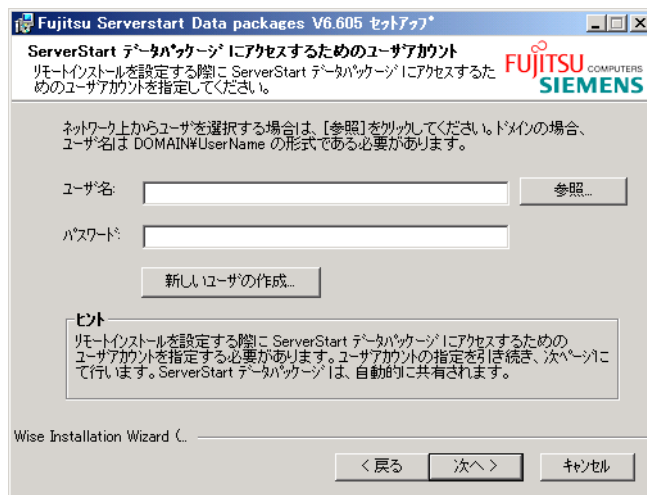 Fujitsu Serverstart Data packages V6.605 セットアップ
ServerStart データパッケージにアクセスするためのユーザアカウント
リモートインストールを設定する際に ServerStart データパッケージにアクセスするた
めのユーザアカウントを指定してください。
FUJITSU COMPUTERS
SIEMENS
ネットワーク上からユーザを選択する場合は、[参照]をクリックしてください。ドメインの場合、
ユーザ名は DOMAIN¥UserName の形式である必要があります。
ユーザ名:
参照...
パスワード:
新しいユーザの作成...
ヒント
リモートインストールを設定する際に ServerStart データパッケージにアクセスするための
ユーザアカウントを指定する必要があります。ユーザアカウントの指定を引き続き、次ページに
て行います。ServerStart データパッケージは、自動的に共有されます。
Wise Installation Wizard (...
< 戻る
次へ >
キャンセル